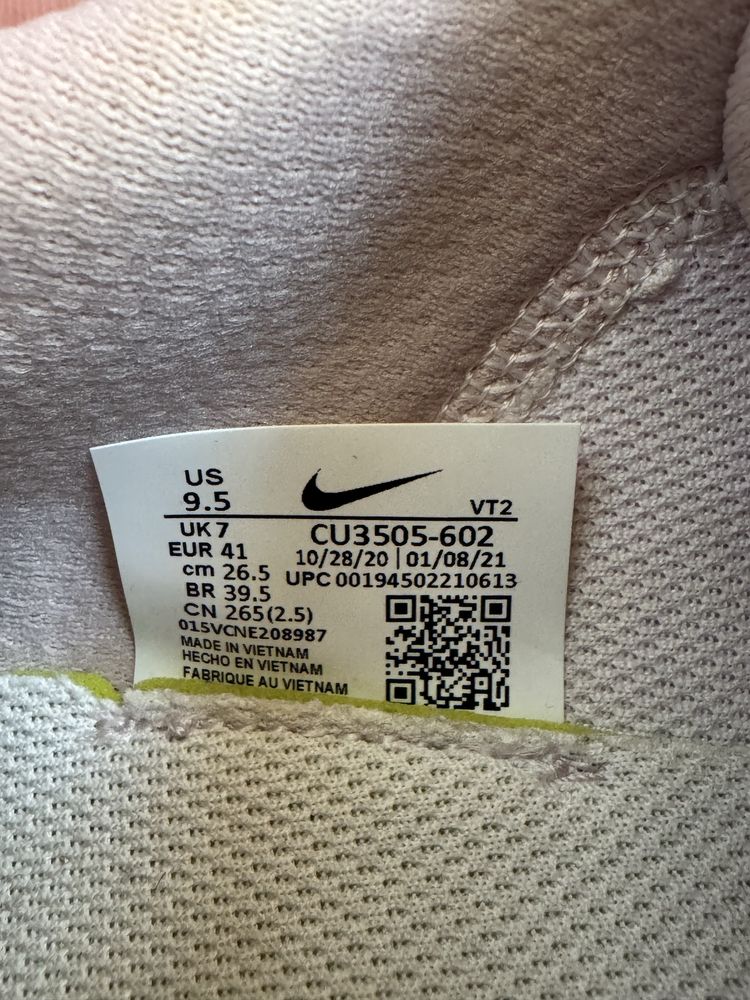 US
9.5
VT2
UK 7
CU3505-602
EUR 41
10/28/20 | 01/08/21
cm 26.5
UPC 00194502210613
BR 39.5
CN 265(2.5)
015VCNE208987
MADE IN VIETNAM
HECHO EN VIETNAM
FABRIQUE AU VIETNAM